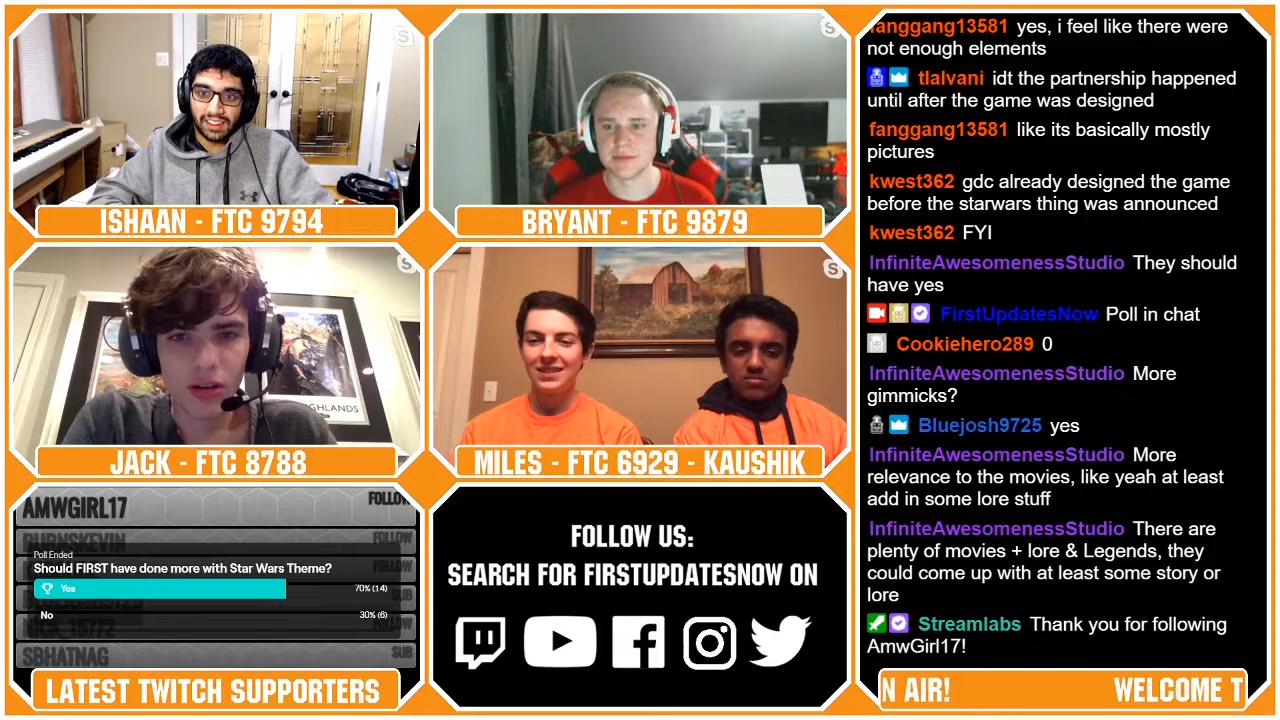 ISHAAN - FTC 9794
BRYANT - FTC 9879
HIGHLANDS
JACK - FTC 8788
MILES - FTC 6929 - KAUSHIK
AMWGIRL17 FOLLOW
BURNSKEVIN FOLLOW
FOLLOW
Poll Ended
Should FIRST have done more with Star Wars Theme?
Yes 70% (14)
SUB
No 30% (6)
FOLLOW
SBHATNAG SUB
LATEST TWITCH SUPPORTERS
FOLLOW US:
SEARCH FOR FIRSTUPDATESNOW ON
fanggang13581 yes, i feel like there were
not enough elements
tlalvani idt the partnership happened
until after the game was designed
fanggang13581 like its basically mostly
pictures
kwest362 gdc already designed the game
before the starwars thing was announced
kwest362 FYI
InfiniteAwesomenessStudio They should
have yes
FirstUpdatesNow Poll in chat
Cookiehero289 0
InfiniteAwesomenessStudio More
gimmicks?
Bluejosh9725 yes
InfiniteAwesomenessStudio More
relevance to the movies, like yeah at least
add in some lore stuff
InfiniteAwesomenessStudio There are
plenty of movies + lore & Legends, they
could come up with at least some story or
lore
Streamlabs Thank you for following
AmwGirl17!
N AIR! WELCOME T